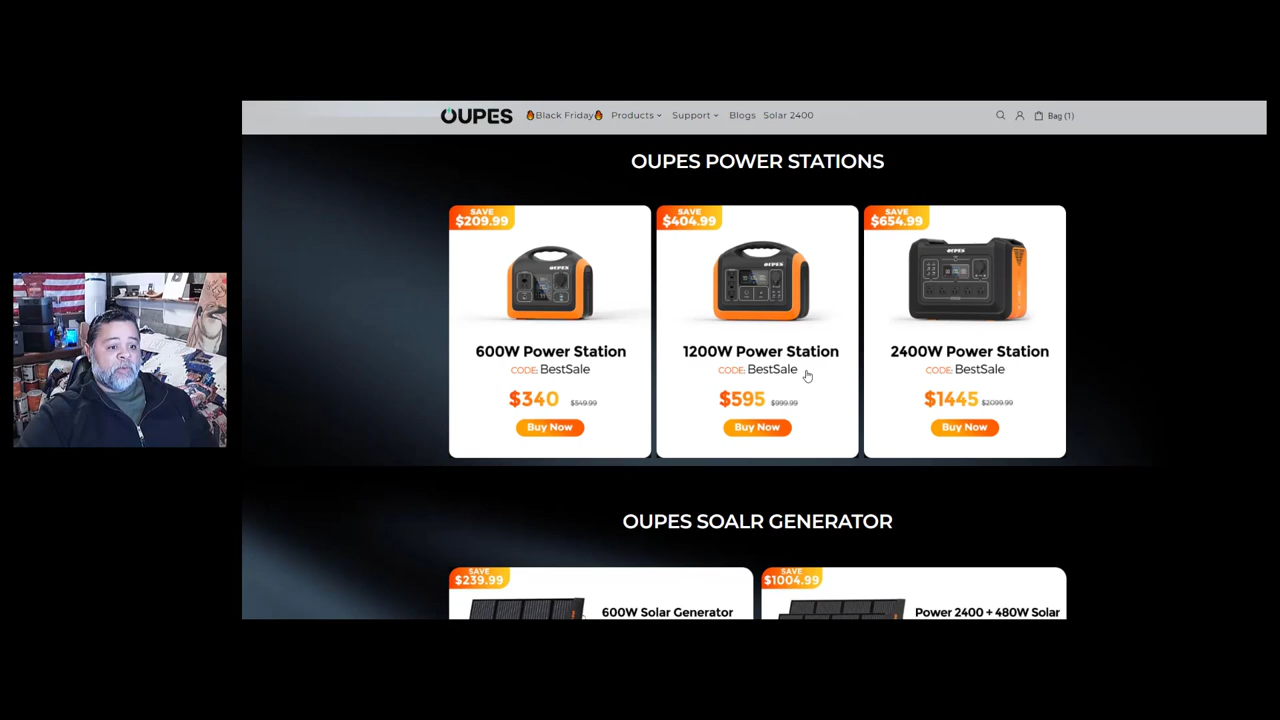 OUPES
🔥Black Friday🔥 Products Support Blogs Solar 2400
Bag (1)
OUPES POWER STATIONS
SAVE
$209.99
OUPES
600W Power Station
CODE: BestSale
$340 $549.99
Buy Now
SAVE
$404.99
OUPES
1200W Power Station
CODE: BestSale
$595 $999.99
Buy Now
SAVE
$654.99
OUPES
2400W Power Station
CODE: BestSale
$1445 $2099.99
Buy Now
OUPES SOALR GENERATOR
SAVE
$239.99
600W Solar Generator
SAVE
$1004.99
Power 2400 + 480W Solar